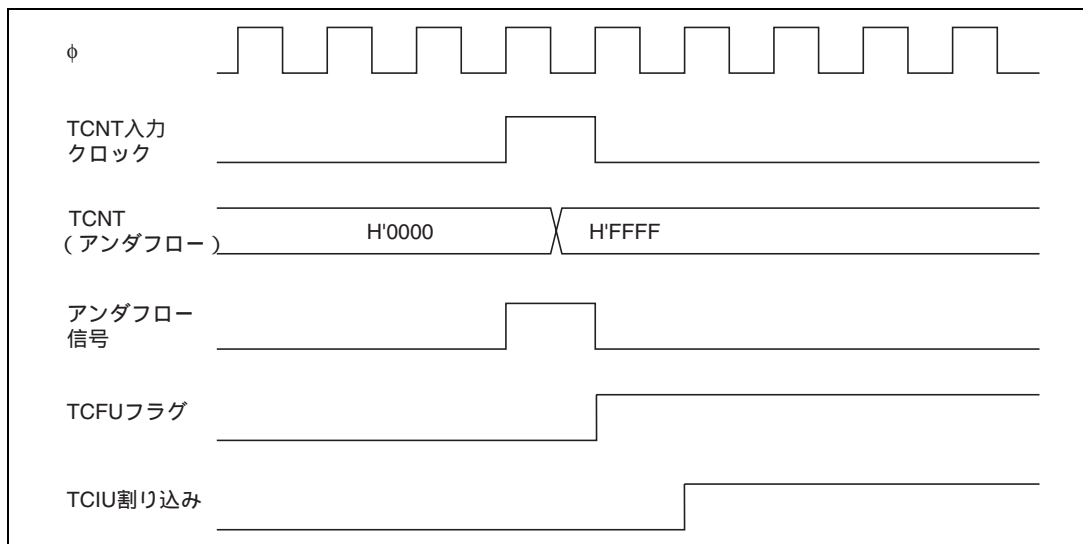 φ
TCNT入力
クロック
TCNT
（アンダフロー）
H'0000
H'FFFF
アンダフロー
信号
TCFUフラグ
TCIU割り込み